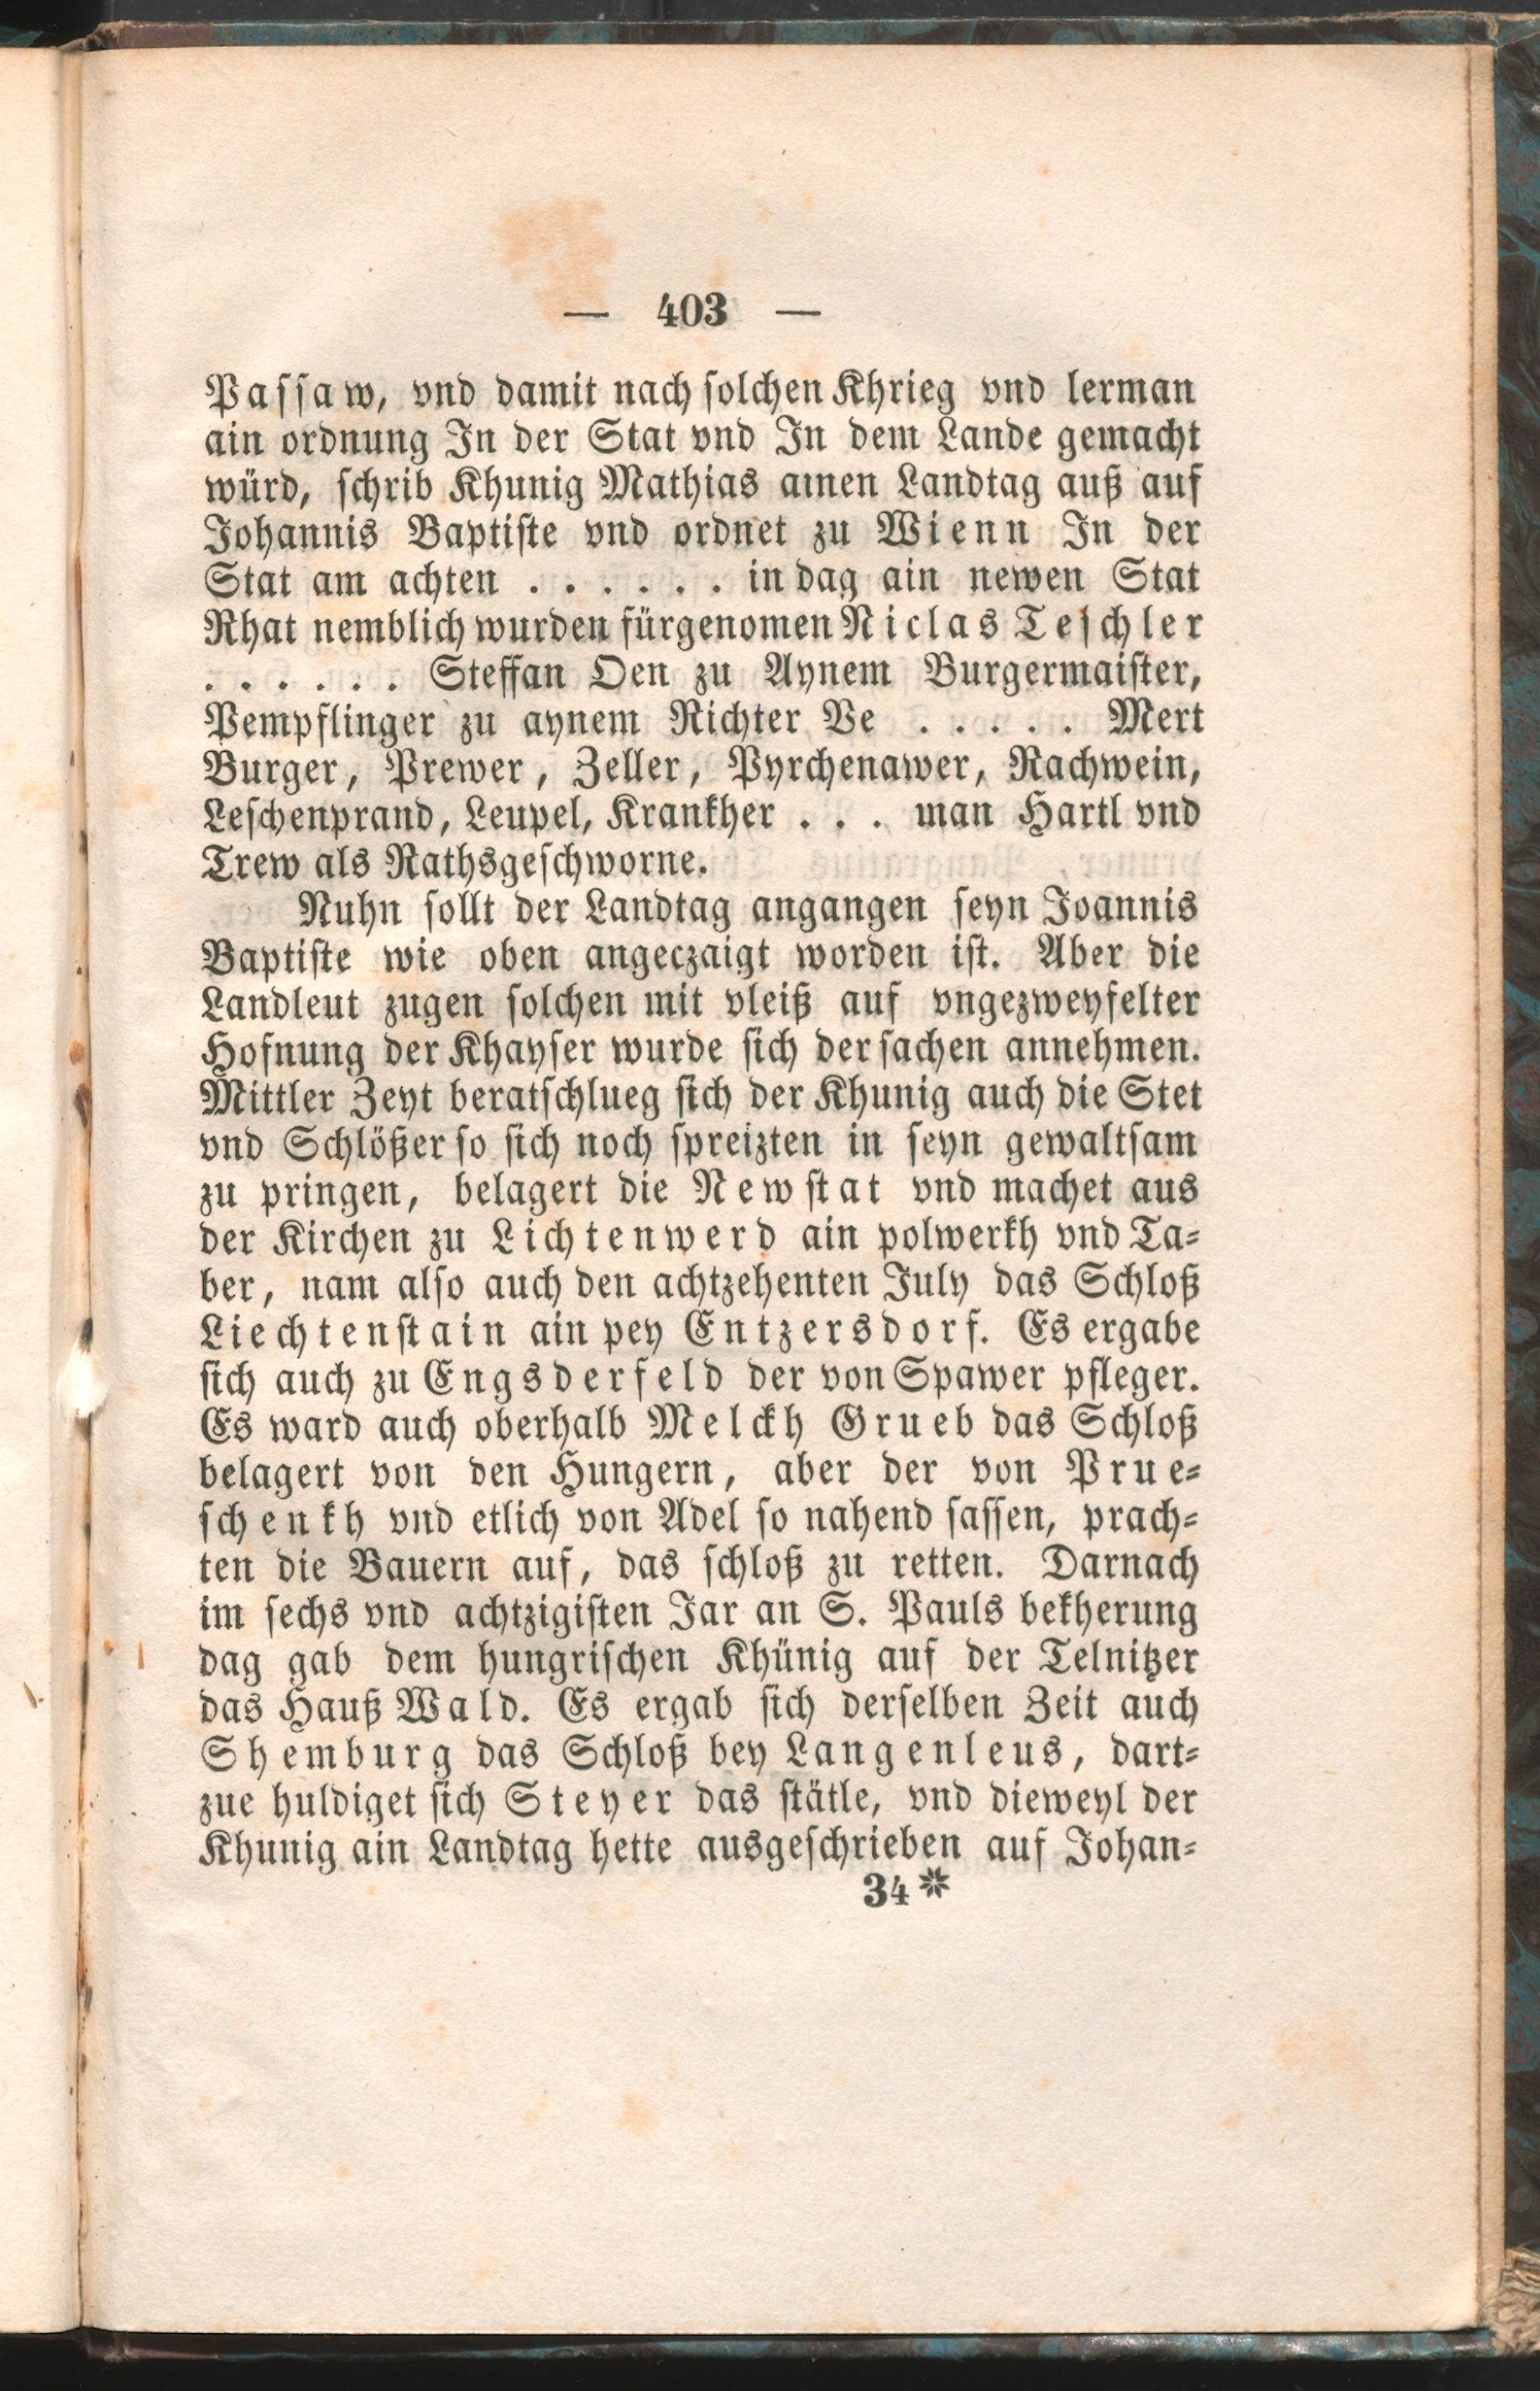 — 403 —
Passaw, vnd damit nach solchen Khrieg vnd lerman
ain ordnung In der Stat vnd In dem Lande gemacht
würd, schrib Khunig Mathias ainen Landtag auß auf
Johannis Baptiste vnd ordnet zu Wienn In der
Stat am achten . . . . . . in dag ain newen Stat
Rhat nemblich wurden fürgenomen Niclas Teschler
. . . . . . Steffan Oen zu Aynem Burgermaister,
Pempflinger zu aynem Richter Ve . . . . . Mert
Burger, Prewer, Zeller, Pyrchenawer, Rachwein,
Leschenprand, Leupel, Krankher . . . man Hartl vnd
Trew als Rathsgeschworne.
Nuhn sollt der Landtag angangen seyn Joannis
Baptiste wie oben angeczaigt worden ist. Aber die
Landleut zugen solchen mit vleiß auf vngezweyfelter
Hofnung der Khayser wurde sich der sachen annehmen.
Mittler Zeyt beratschlueg sich der Khunig auch die Stet
vnd Schlößer so sich noch spreizten in seyn gewaltsam
zu pringen, belagert die Newstat vnd machet aus
der Kirchen zu Lichtenwerd ain polwerkh vnd Ta-
ber, nam also auch den achtzehenten July das Schloß
Liechtenstain ain pey Entzersdorf. Es ergabe
sich auch zu Engsderfeld der von Spawer pfleger.
Es ward auch oberhalb Melckh Grueb das Schloß
belagert von den Hungern, aber der von Prue-
schenkh vnd etlich von Adel so nahend sassen, prach-
ten die Bauern auf, das schloß zu retten. Darnach
im sechs vnd achtzigisten Jar an S. Pauls bekherung
dag gab dem hungrischen Khünig auf der Telnitzer
das Hauß Wald. Es ergab sich derselben Zeit auch
Shemburg das Schloß bey Langenleus, dart-
zue huldiget sich Steyer das stätle, vnd dieweyl der
Khunig ain Landtag hette ausgeschrieben auf Johan-
34*